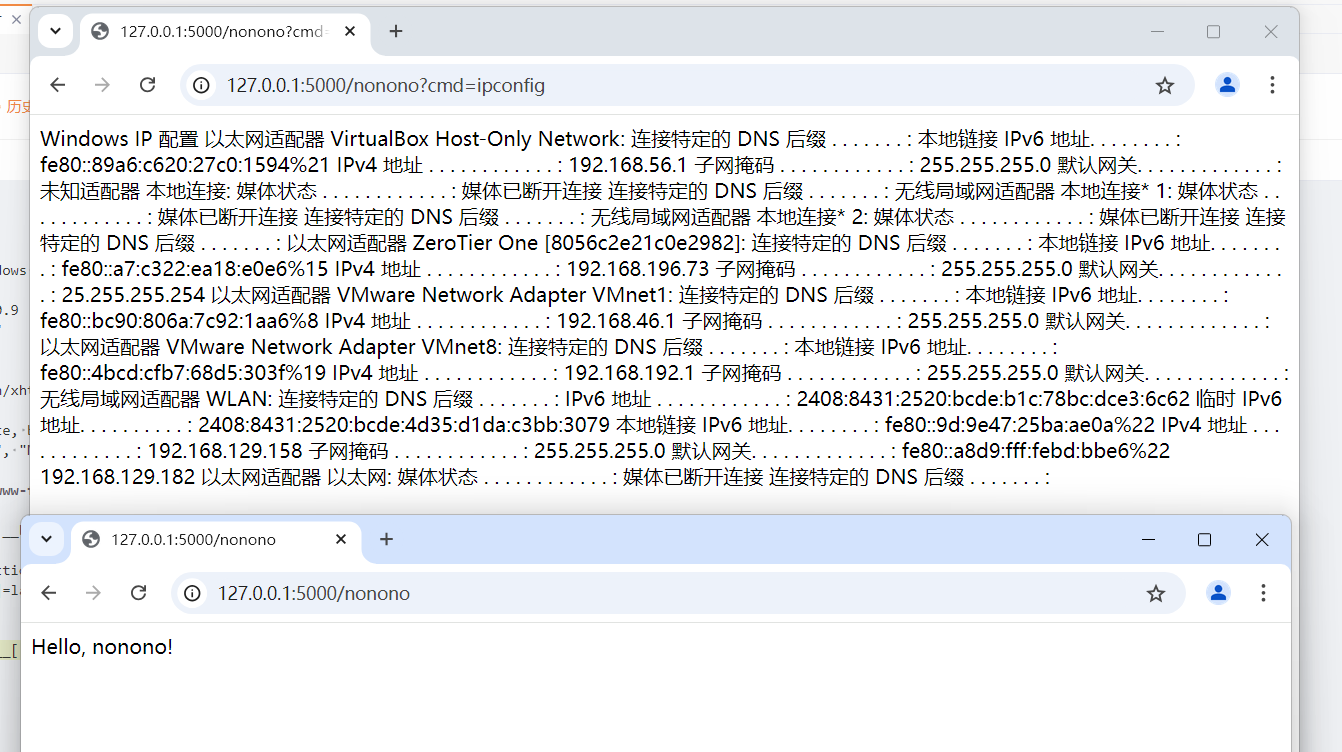 127.0.0.1:5000/nonono?cmd=
127.0.0.1:5000/nonono?cmd=ipconfig
历史
Windows IP 配置 以太网适配器 VirtualBox Host-Only Network: 连接特定的 DNS 后缀 . . . . . . . : 本地链接 IPv6 地址. . . . . . . . :
fe80::89a6:c620:27c0:1594%21 IPv4 地址 . . . . . . . . . . . . : 192.168.56.1 子网掩码 . . . . . . . . . . . . : 255.255.255.0 默认网关. . . . . . . . . . . . . :
未知适配器 本地连接: 媒体状态 . . . . . . . . . . . . : 媒体已断开连接 连接特定的 DNS 后缀 . . . . . . . : 无线局域网适配器 本地连接* 1: 媒体状态 . .
. . . . . . . . . . : 媒体已断开连接 连接特定的 DNS 后缀 . . . . . . . : 无线局域网适配器 本地连接* 2: 媒体状态 . . . . . . . . . . . . : 媒体已断开连接 连接
特定的 DNS 后缀 . . . . . . . : 以太网适配器 ZeroTier One [8056c2e21c0e2982]: 连接特定的 DNS 后缀 . . . . . . . : 本地链接 IPv6 地址. . . . . . .
. : fe80::a7:c322:ea18:e0e6%15 IPv4 地址 . . . . . . . . . . . . : 192.168.196.73 子网掩码 . . . . . . . . . . . . : 255.255.255.0 默认网关. . . . . . . . . . . .
. : 25.255.255.254 以太网适配器 VMware Network Adapter VMnet1: 连接特定的 DNS 后缀 . . . . . . . : 本地链接 IPv6 地址. . . . . . . . :
fe80::bc90:806a:7c92:1aa6%8 IPv4 地址 . . . . . . . . . . . . : 192.168.46.1 子网掩码 . . . . . . . . . . . . : 255.255.255.0 默认网关. . . . . . . . . . . . . :
以太网适配器 VMware Network Adapter VMnet8: 连接特定的 DNS 后缀 . . . . . . . : 本地链接 IPv6 地址. . . . . . . . :
fe80::4bcd:cfb7:68d5:303f%19 IPv4 地址 . . . . . . . . . . . . : 192.168.192.1 子网掩码 . . . . . . . . . . . . : 255.255.255.0 默认网关. . . . . . . . . . . . . :
无线局域网适配器 WLAN: 连接特定的 DNS 后缀 . . . . . . . : IPv6 地址 . . . . . . . . . . . . : 2408:8431:2520:bcde:b1c:78bc:dce3:6c62 临时 IPv6
地址. . . . . . . . . . : 2408:8431:2520:bcde:4d35:d1da:c3bb:3079 本地链接 IPv6 地址. . . . . . . . : fe80::9d:9e47:25ba:ae0a%22 IPv4 地址 . . .
. . . . . . . . . : 192.168.129.158 子网掩码 . . . . . . . . . . . . : 255.255.255.0 默认网关. . . . . . . . . . . . . : fe80::a8d9:fff:febd:bbe6%22
192.168.129.182 以太网适配器 以太网: 媒体状态 . . . . . . . . . . . . : 媒体已断开连接 连接特定的 DNS 后缀 . . . . . . . :
127.0.0.1:5000/nonono
127.0.0.1:5000/nonono
Hello, nonono!